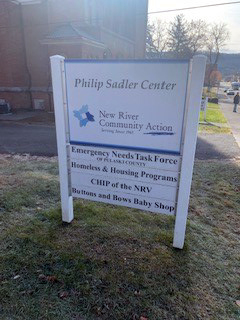 Philip Sadler Center
New River
Community Action
Serving Since 1965
Emergency Needs Task Force
OF PULASKI COUNTY
Homeless & Housing Programs
CHIP of the NRV
Buttons and Bows Baby Shop